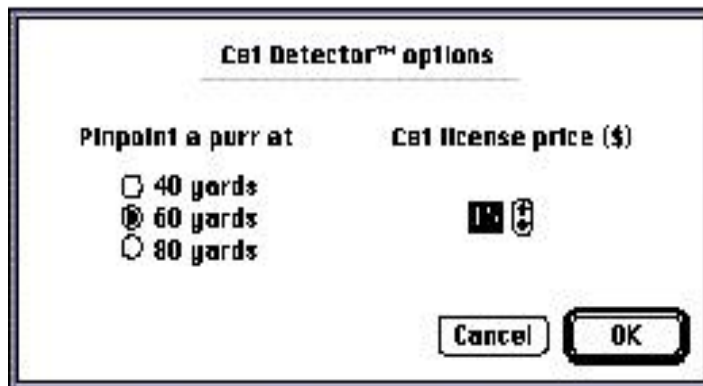 Cat Detector™ options
Pinpoint a purr at
Cat license price ($)
40 yards
60 yards
80 yards
Cancel
OK